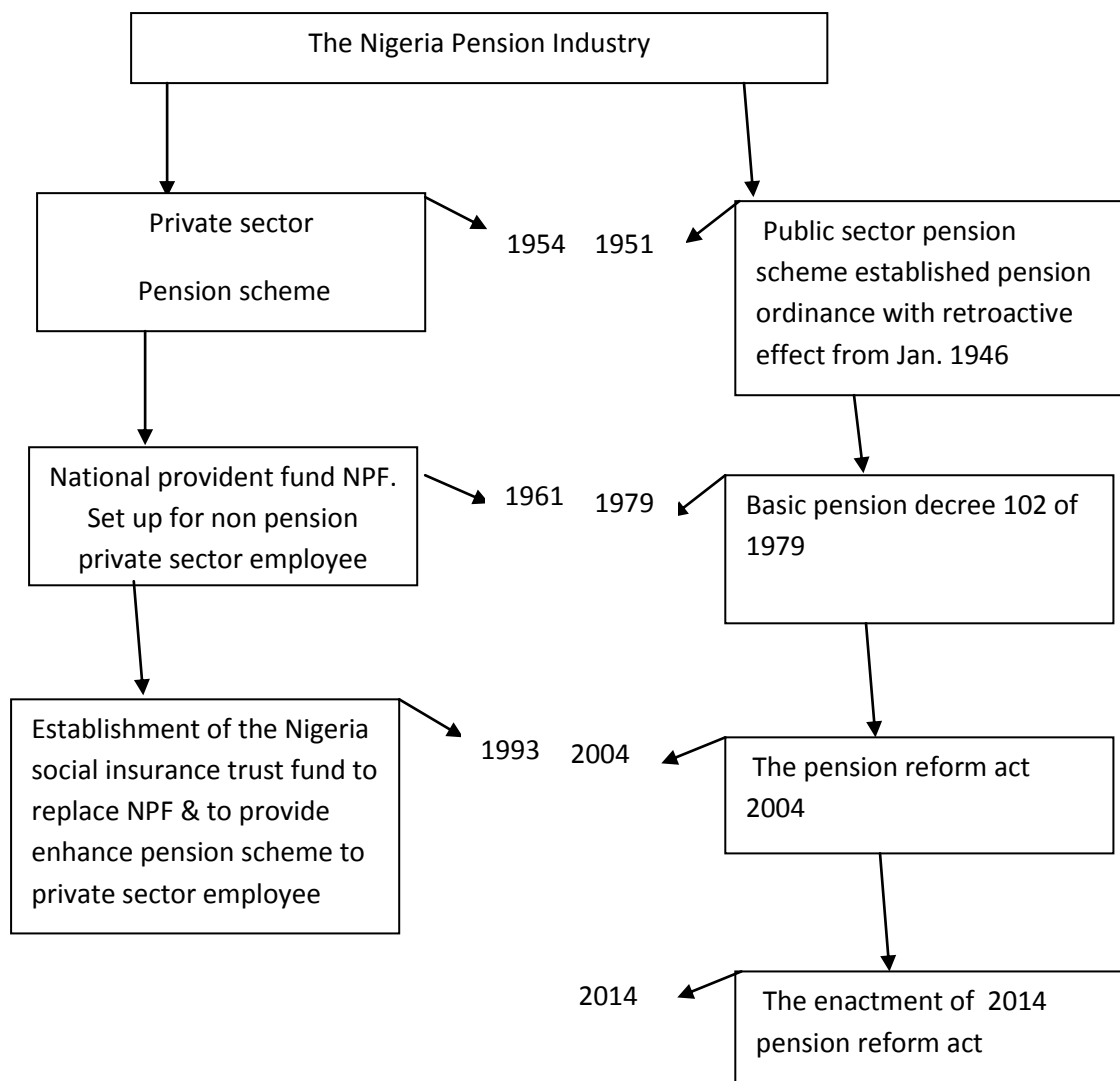 The Nigeria Pension Industry
Private sector
Pension scheme
1954
1951
Public sector pension
scheme established pension
ordinance with retroactive
effect from Jan. 1946
National provident fund NPF.
Set up for non pension
private sector employee
1961
1979
Basic pension decree 102 of
1979
Establishment of the Nigeria
social insurance trust fund to
replace NPF & to provide
enhance pension scheme to
private sector employee
1993
2004
The pension reform act
2004
2014
The enactment of 2014
pension reform act